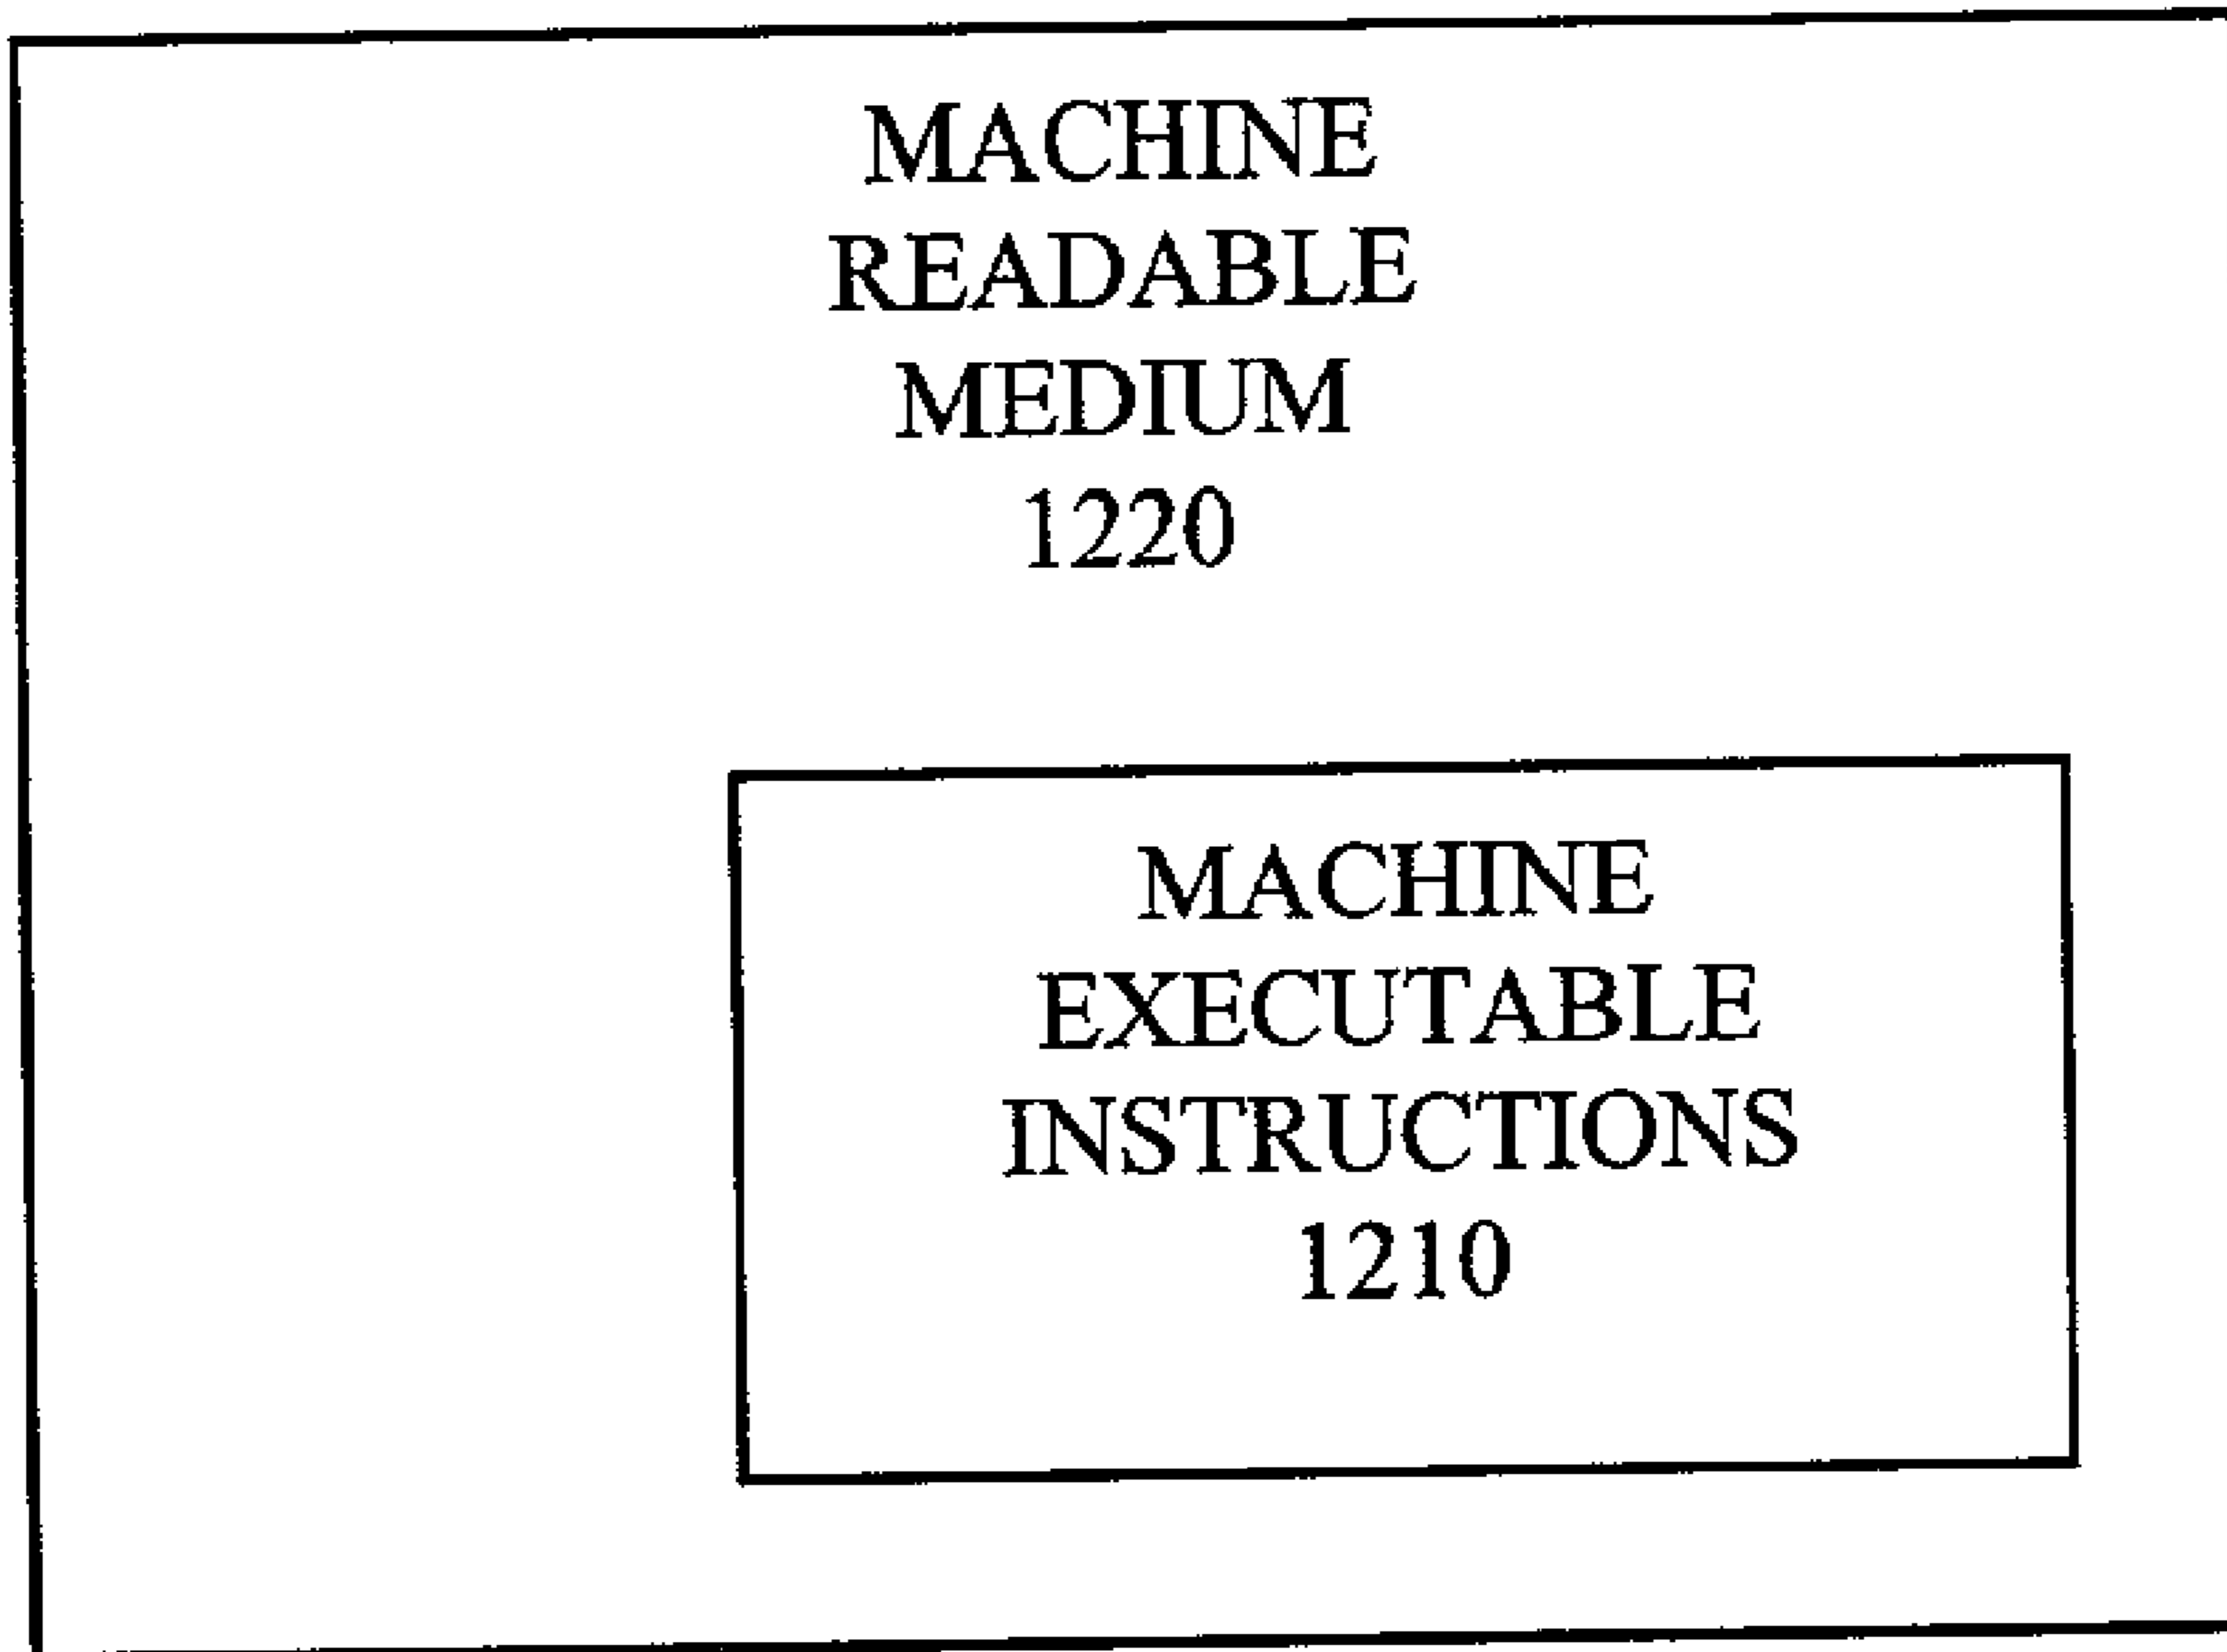 MACHINE
READABLE
MEDIUM
1220
MACHINE
EXECUTABLE
INSTRUCTIONS
1210